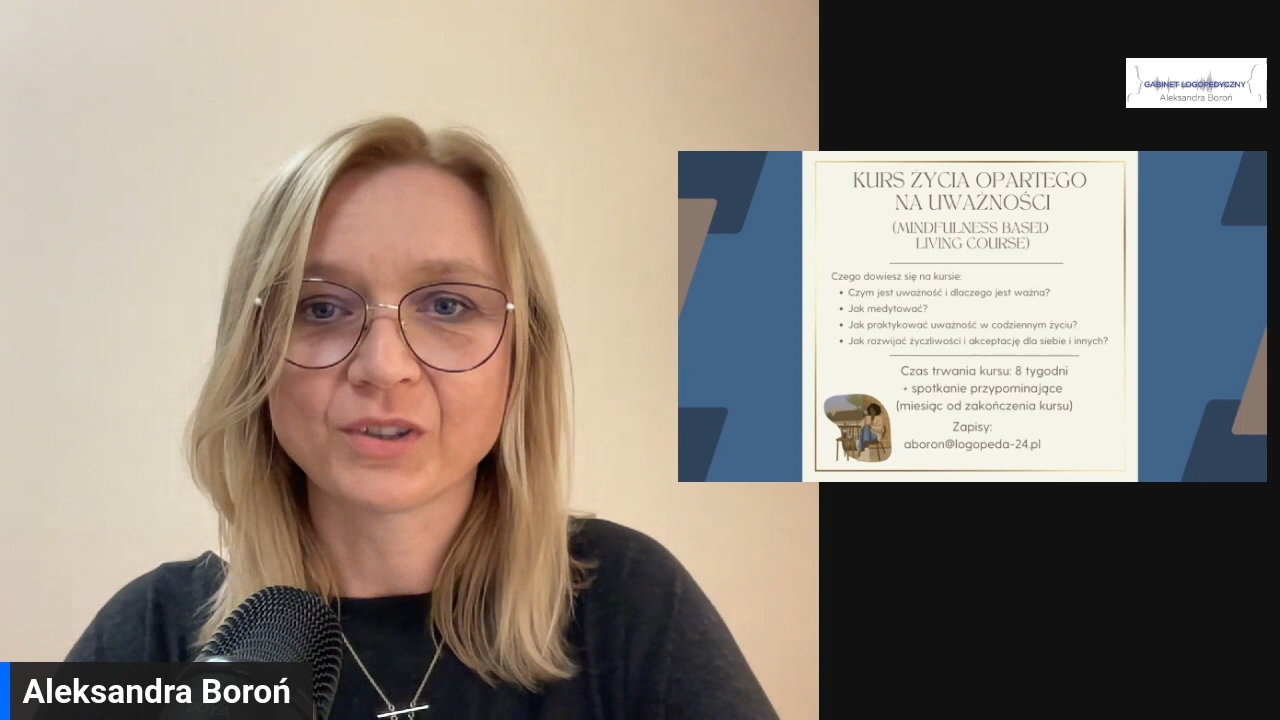 GABINET LOGOPEDYCZNY
Aleksandra Boroń
KURS ŻYCIA OPARTEGO
NA UWAŻNOŚCI
(MINDFULNESS BASED
LIVING COURSE)
Czego dowiesz się na kursie:
• Czym jest uważność i dlaczego jest ważna?
• Jak medytować?
• Jak praktykować uważność w codziennym życiu?
• Jak rozwijać życzliwości i akceptację dla siebie i innych?
Czas trwania kursu: 8 tygodni
+ spotkanie przypominające
(miesiąc od zakończenia kursu)
Zapisy:
aboron@logopeda-24.pl
Aleksandra Boroń